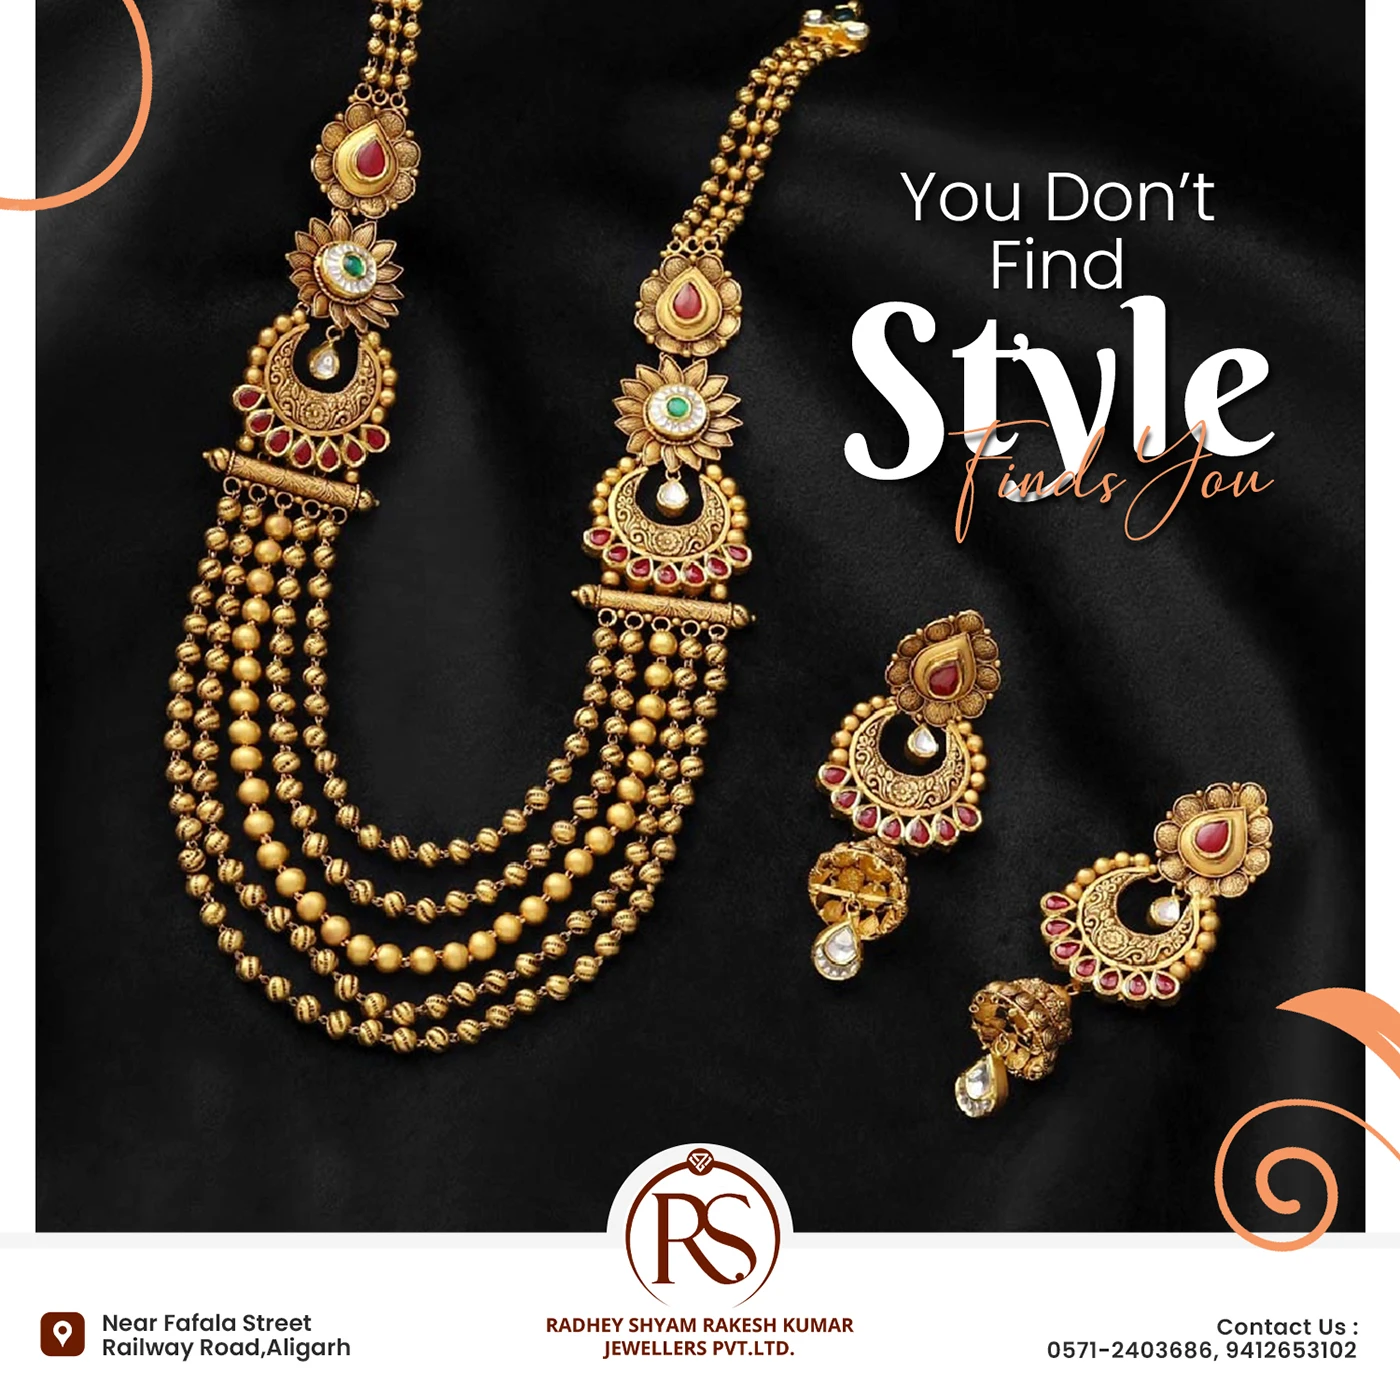 You Don’t
Find
Style
Finds You
RS
RADHEY SHYAM RAKESH KUMAR
JEWELLERS PVT.LTD.
Near Fafala Street
Railway Road,Aligarh
Contact Us :
0571-2403686, 9412653102